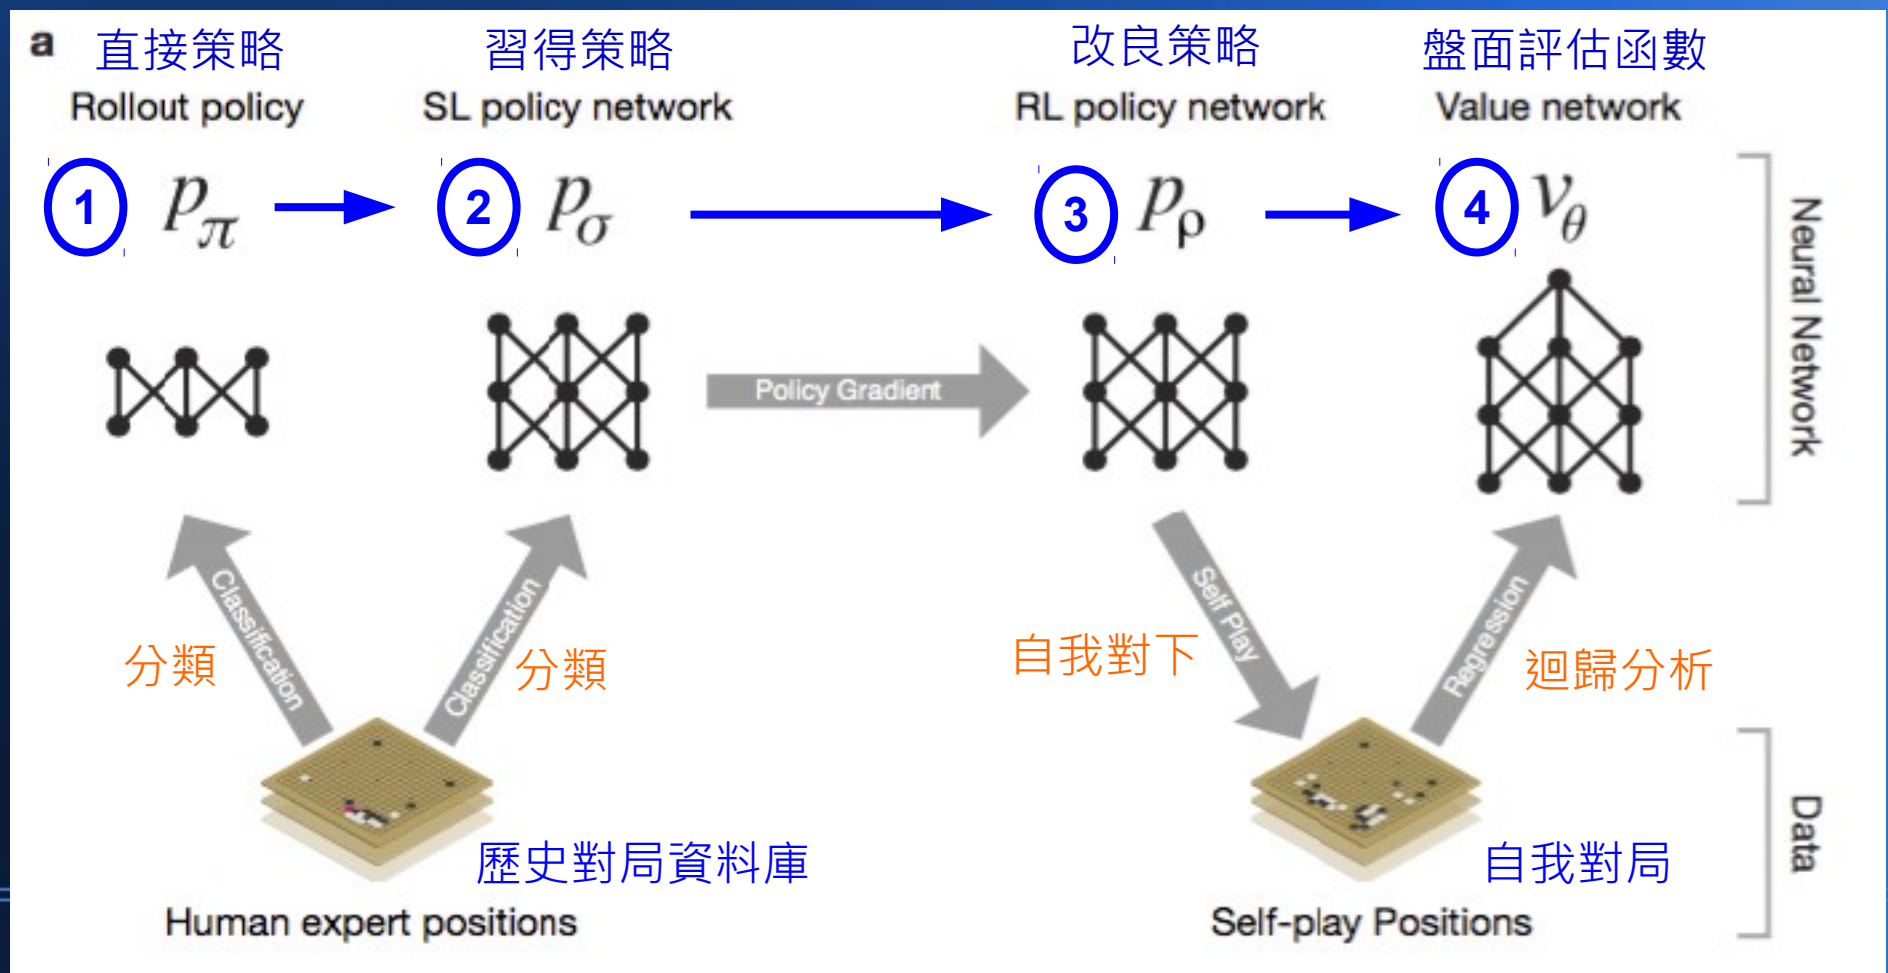 a
直接策略
習得策略
改良策略
盤面評估函數
Rollout policy
SL policy network
RL policy network
Value network
1
pπ
2
pσ
3
pρ
4
vθ
Neural Network
Policy Gradient
Classification
Classification
Self Play
Regression
分類
分類
自我對下
迴歸分析
Data
歷史對局資料庫
自我對局
Human expert positions
Self-play Positions